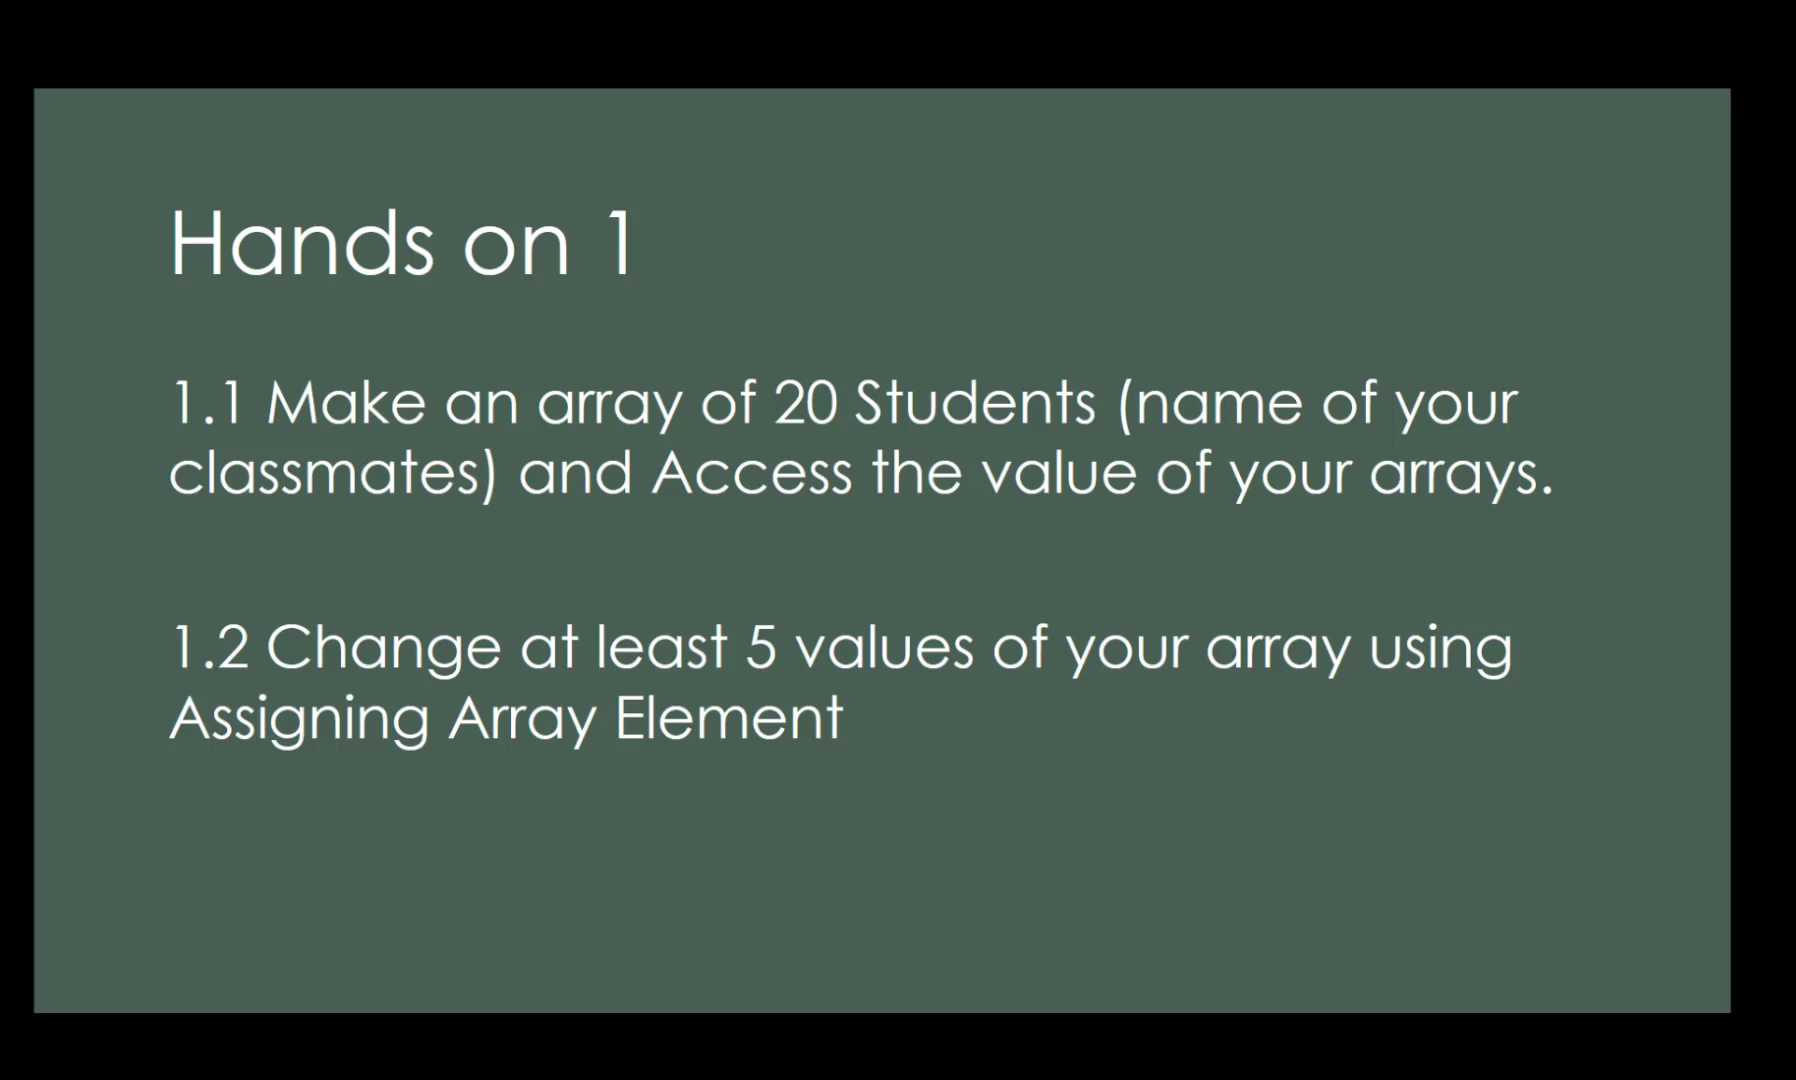 Hands on 1
1.1 Make an array of 20 Students (name of your
classmates) and Access the value of your arrays.
1.2 Change at least 5 values of your array using
Assigning Array Element